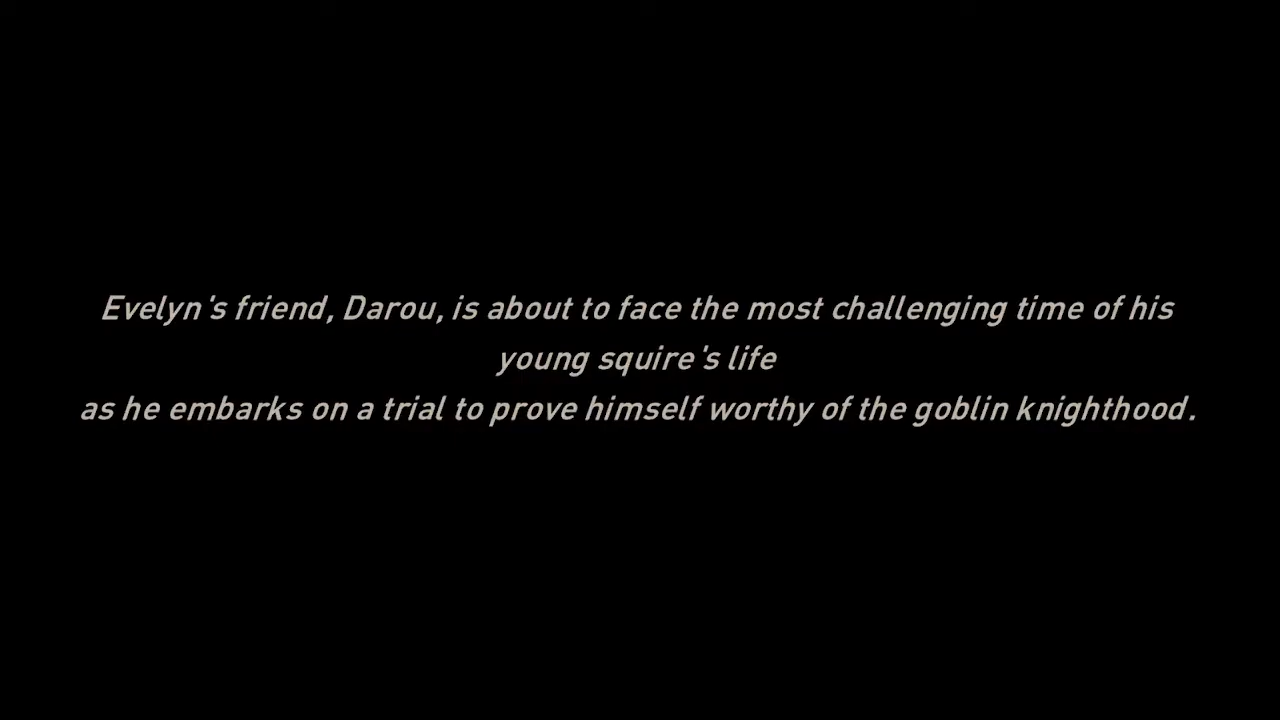 Evelyn's friend, Darou, is about to face the most challenging time of his
young squire's life
as he embarks on a trial to prove himself worthy of the goblin knighthood.